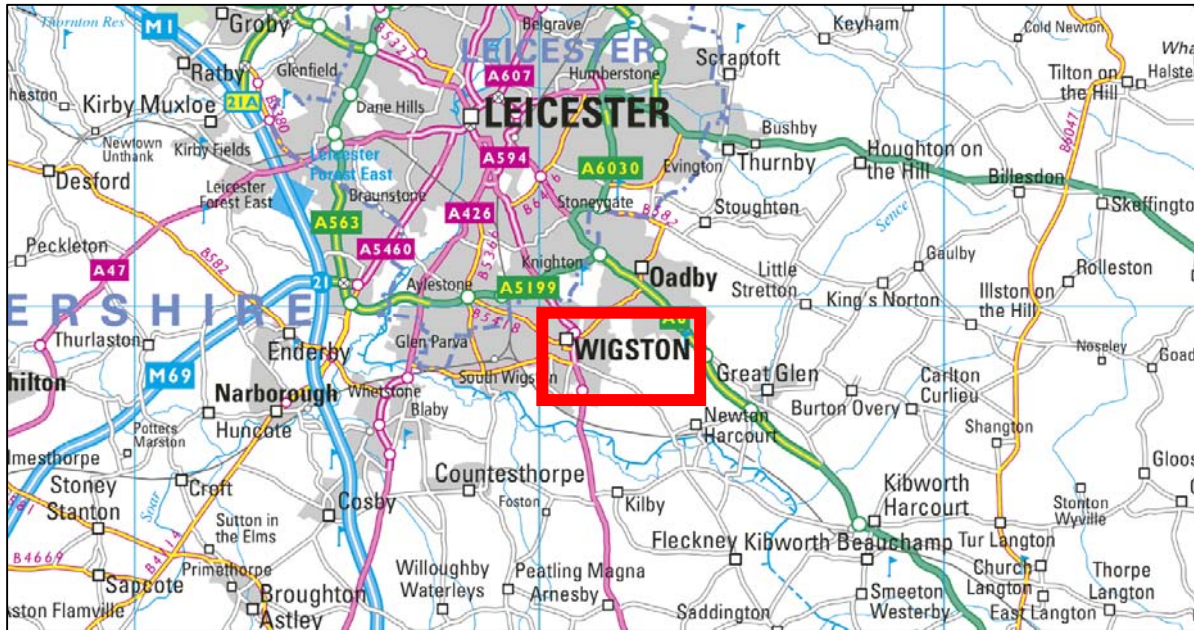 Thornton Res
M1
Groby
B5327
Belgrave
Keyham
Cold Newton
LEICESTER
Ratby
Glenfield
A607
Humberstone
Scraptoft
Tilton on
the Hill
Halste
heston
Kirby Muxloe
21A
B5380
Dane Hills
LEICESTER
B6047
Newtown
Unthank
Kirby Fields
Leicester
Forest East
A594
Bushby
Desford
Leicester
Forest East
Braunstone
A6030
Evington
Thurnby
Houghton on
the Hill
Billesdon
Stoneygate
B582
Stoughton
Skeffington
A563
A426
Sence
Peckleton
A5460
B5366
Knighton
Gaulby
A47
B582
21
Aylestone
A5199
Oadby
Little
Stretton
King's Norton
Rolleston
Illston on
the Hill
ERSHIRE
B5418
A6
Thurlaston
Enderby
Glen Parva
WIGSTON
Noseley
Goad
hilton
M69
Narborough
Whetstone
South Wigston
Great Glen
Carlton
Curlieu
Blaby
Burton Overy
Potters
Marston
Huncote
Newton
Harcourt
Shangton
lmesthorpe
Stoney
Stanton
Croft
Soar
Countesthorpe
Gloos
Cosby
Foston
Kilby
Kibworth
Harcourt
Stonton
Wyville
Sutton in
the Elms
B4114
B4669
Fleckney
Kibworth Beauchamp
Tur Langton
Primethorpe
Sapcote
Willoughby
Waterleys
Peatling Magna
Arnesby
Church
Langton
Thorpe
Langton
Aston Flamville
Broughton
Astley
Saddington
Smeeton
Westerby
East Langton